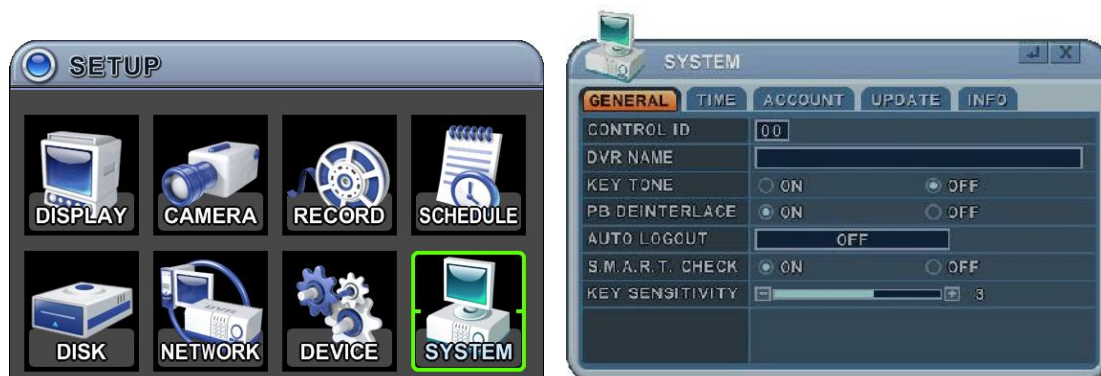 SETUP
DISPLAY CAMERA RECORD SCHEDULE
DISK NETWORK DEVICE SYSTEM
SYSTEM
X
GENERAL TIME ACCOUNT UPDATE INFO
CONTROL ID 00
DVR NAME
KEY TONE ON OFF
PB DEINTERLACE ON OFF
AUTO LOGOUT OFF
S.M.A.R.T. CHECK ON OFF
KEY SENSITIVITY 3